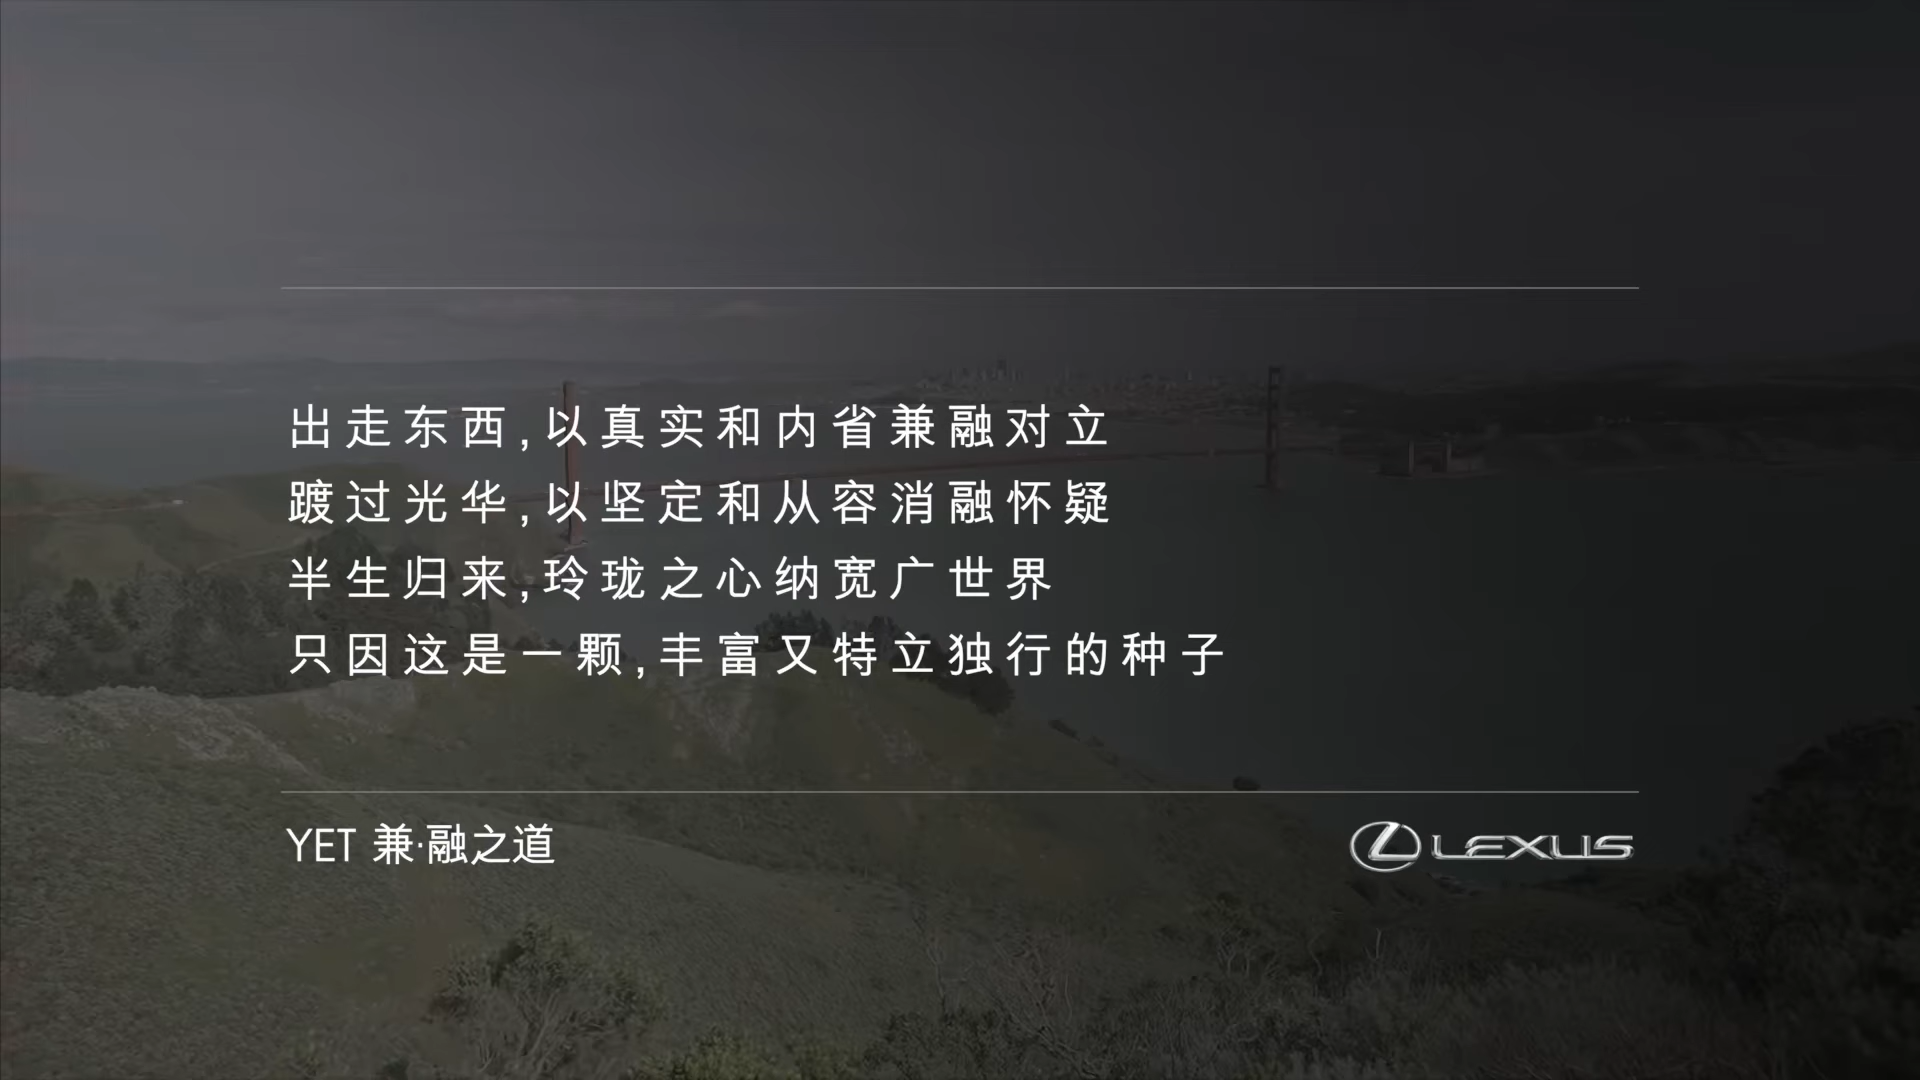 出走东西,以真实和内省兼融对立
踱过光华,以坚定和从容消融怀疑
半生归来,玲珑之心纳宽广世界
只因这是一颗,丰富又特立独行的种子
YET 兼·融之道
LEXUS